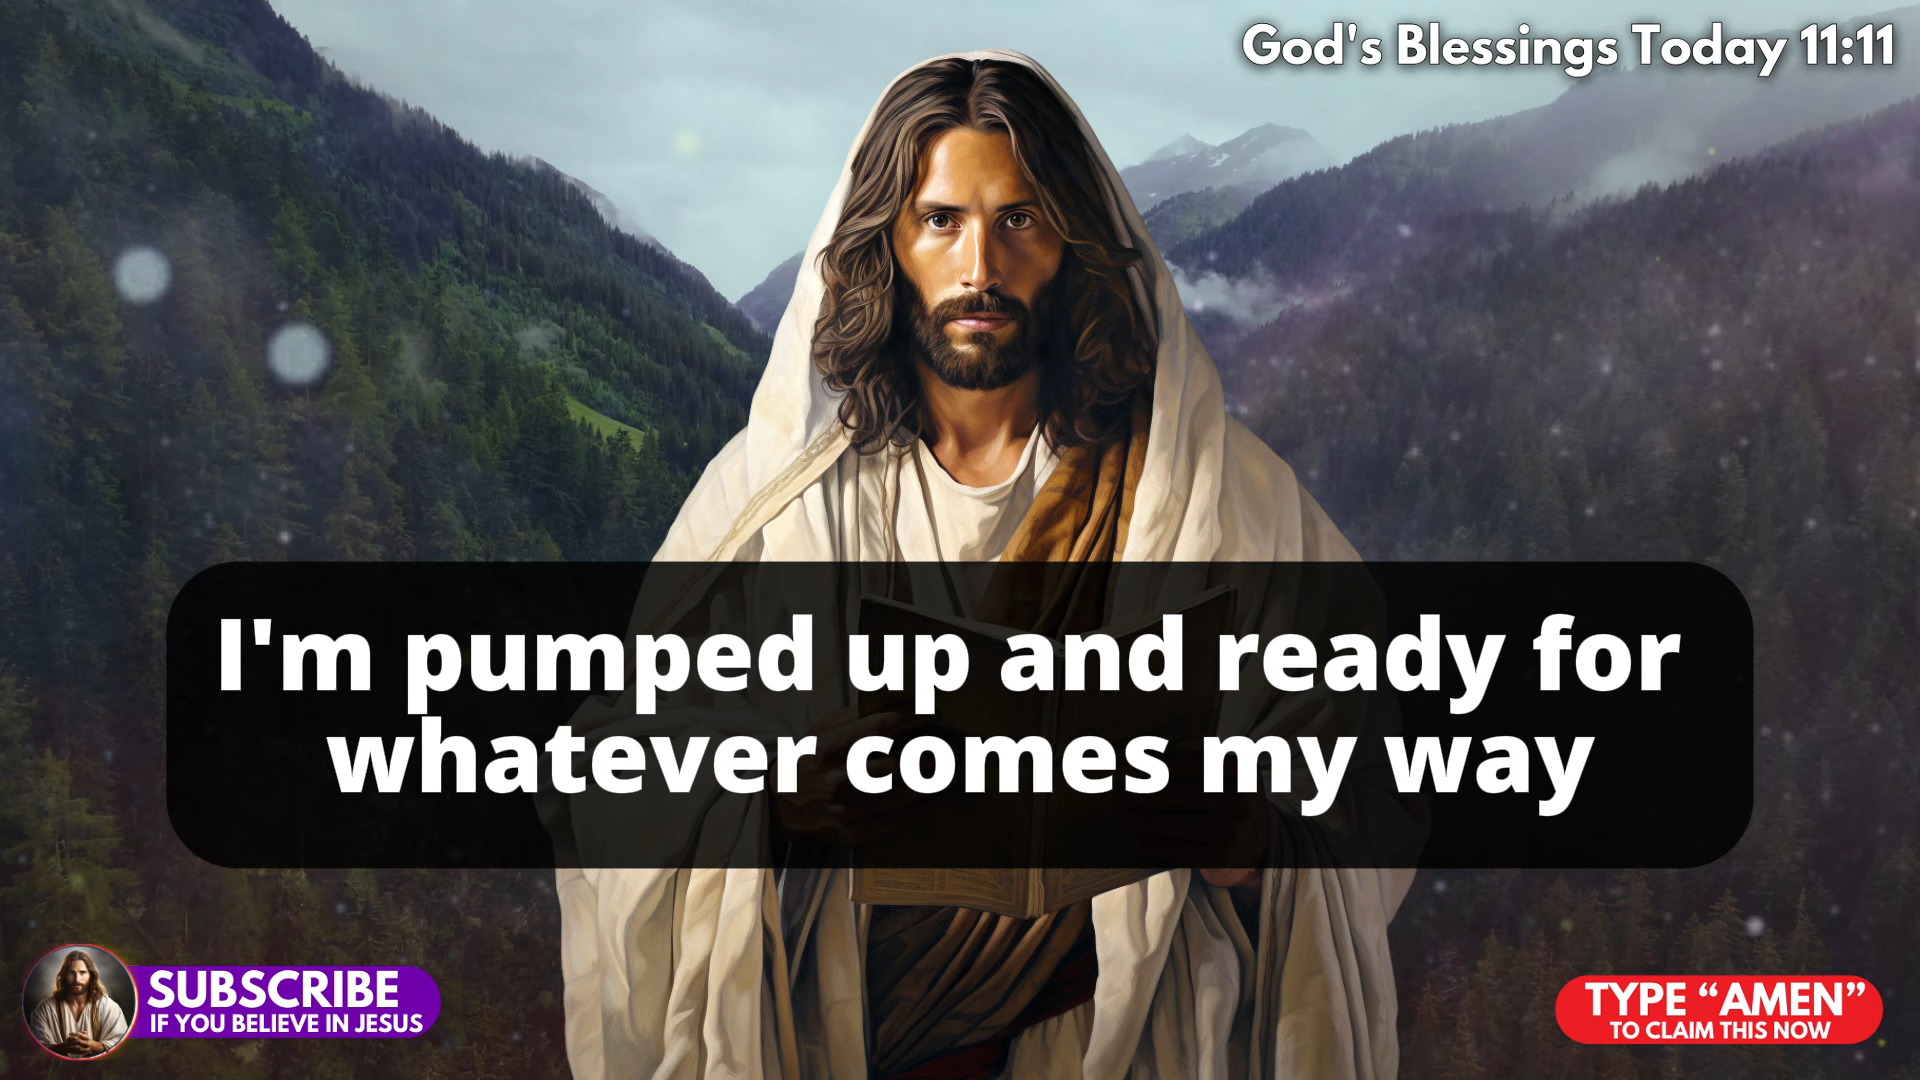 God's Blessings Today 11:11
I'm pumped up and ready for
whatever comes my way
SUBSCRIBE
IF YOU BELIEVE IN JESUS
TYPE “AMEN”
TO CLAIM THIS NOW